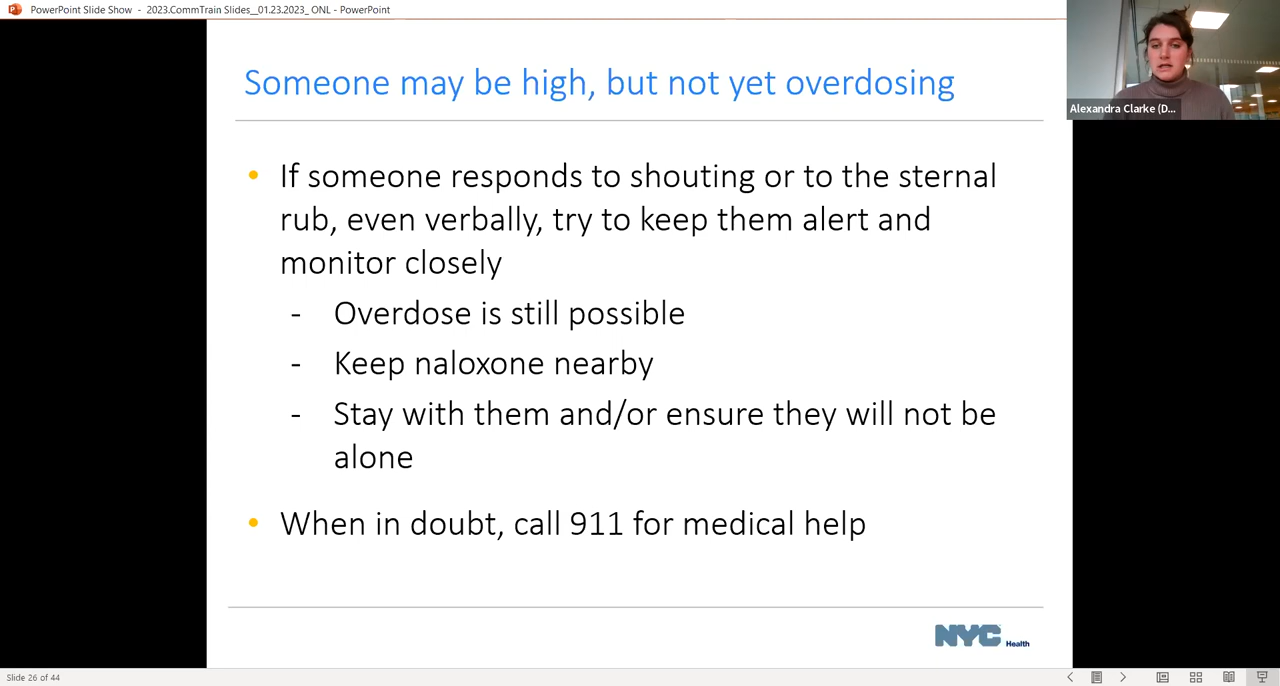 PowerPoint Slide Show - 2023.CommTrain Slides__01.23.2023_ ONL - PowerPoint
Alexandra Clarke (D...
Someone may be high, but not yet overdosing
• If someone responds to shouting or to the sternal
rub, even verbally, try to keep them alert and
monitor closely
- Overdose is still possible
- Keep naloxone nearby
- Stay with them and/or ensure they will not be
alone
• When in doubt, call 911 for medical help
NYC Health
Slide 26 of 44